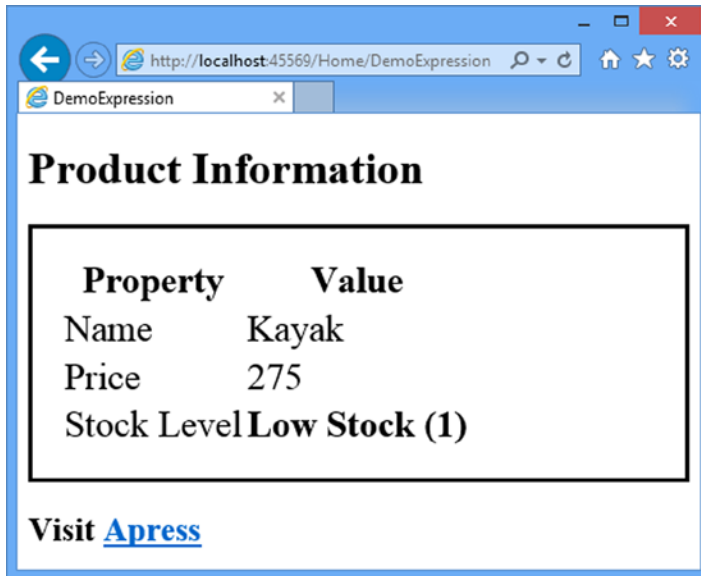 http://localhost:45569/Home/DemoExpression
DemoExpression
Product Information
Property Value
Name Kayak
Price 275
Stock Level Low Stock (1)
Visit Apress